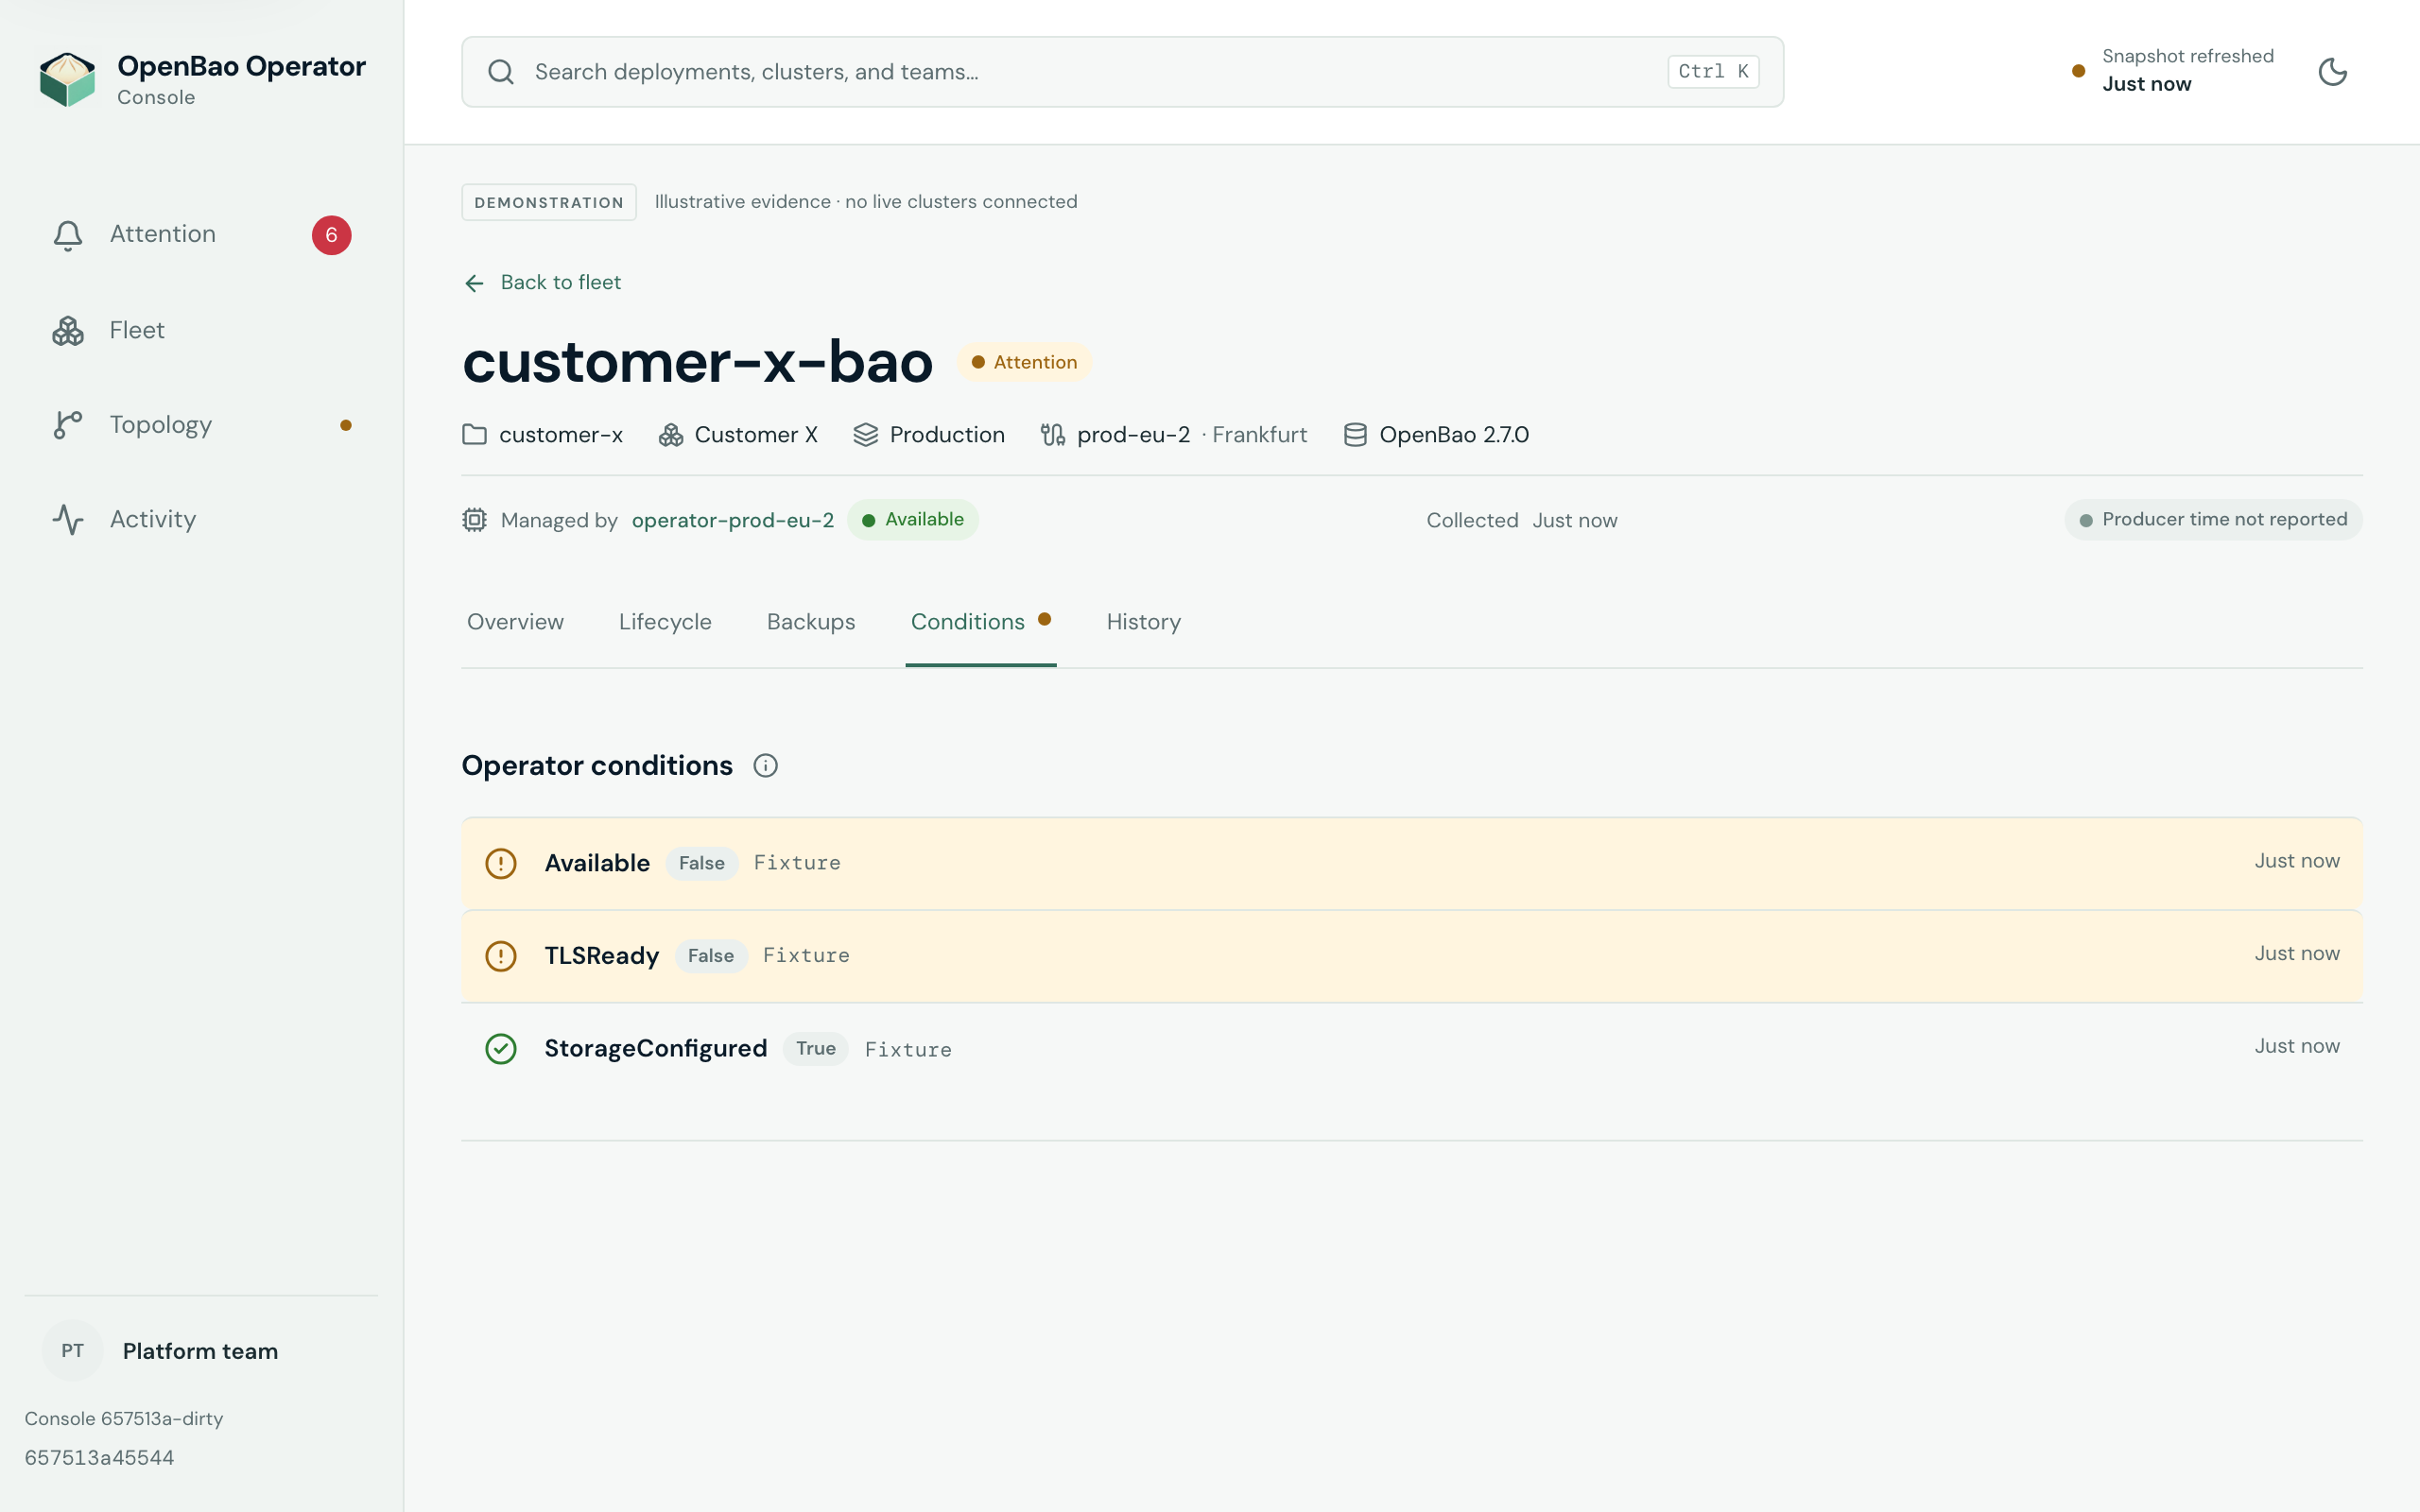 OpenBao Operator
Console
Search deployments, clusters, and teams...
Ctrl K
Snapshot refreshed
Just now
Attention
6
Fleet
Topology
Activity
DEMONSTRATION
Illustrative evidence · no live clusters connected
Back to fleet
customer-x-bao
Attention
customer-x
Customer X
Production
prod-eu-2 · Frankfurt
OpenBao 2.7.0
Managed by operator-prod-eu-2
Available
Collected Just now
Producer time not reported
Overview
Lifecycle
Backups
Conditions
History
Operator conditions
Available False Fixture
Just now
TLSReady False Fixture
Just now
StorageConfigured True Fixture
Just now
PT
Platform team
Console 657513a-dirty
657513a45544